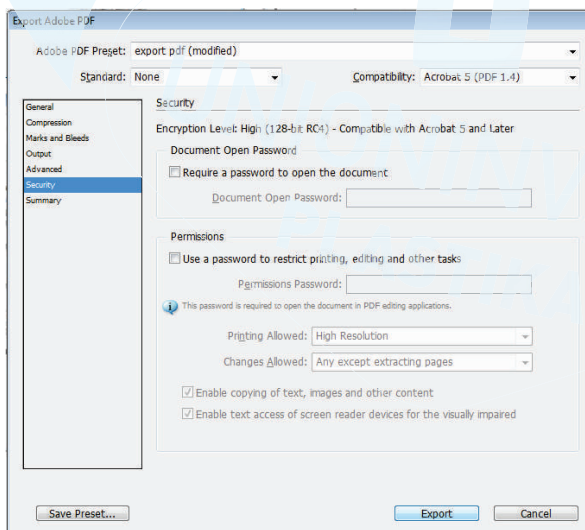 Export Adobe PDF
Adobe PDF Preset: export pdf (modified)
Standard: None Compatibility: Acrobat 5 (PDF 1.4)
General
Compression
Marks and Bleeds
Output
Advanced
Security
Summary
Security
Encryption Level: High (128-bit RC4) - Compatible with Acrobat 5 and Later
Document Open Password
Require a password to open the document
Document Open Password:
Permissions
Use a password to restrict printing, editing and other tasks
Permissions Password:
This password is required to open the document in PDF editing applications.
Printing Allowed: High Resolution
Changes Allowed: Any except extracting pages
Enable copying of text, images and other content
Enable text access of screen reader devices for the visually impaired
Save Preset... Export Cancel